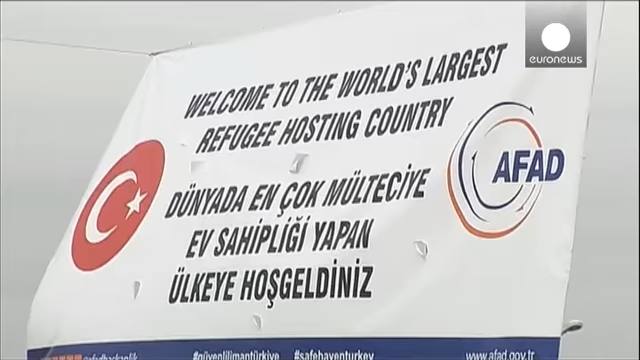 euronews
WELCOME TO THE WORLD'S LARGEST
REFUGEE HOSTING COUNTRY
AFAD
DÜNYADA EN ÇOK MÜLTECİYE
EV SAHİPLİĞİ YAPAN
ÜLKEYE HOŞGELDİNİZ
#güvenlilimantürkiye #safehaventurkey www.afad.gov.tr